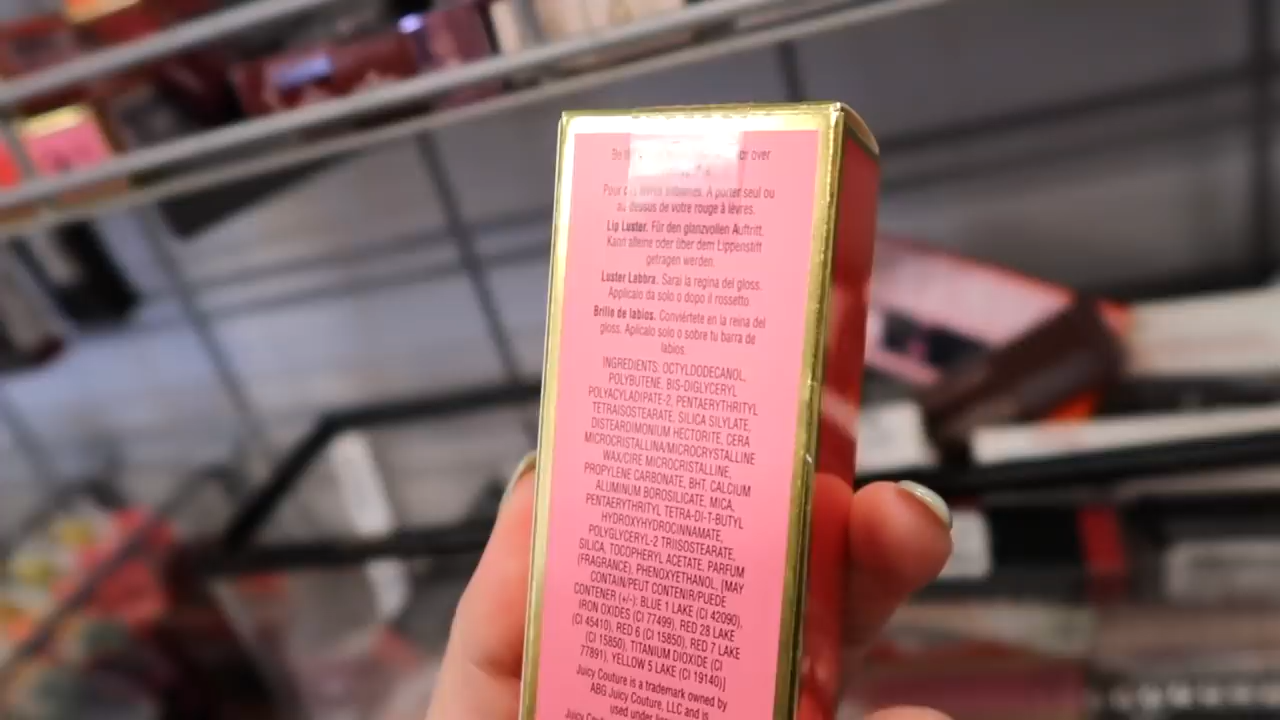 or over
Pour des lèvres sublimes. À porter seul ou
au dessus de votre rouge à lèvres.
Lip Luster. Für den glanzvollen Auftritt.
Kann alleine oder über dem Lippenstift
getragen werden.
Luster Labbra. Sarai la regina del gloss.
Applicalo da solo o dopo il rossetto
Brillo de labios. Conviértete en la reina del
gloss. Aplícalo solo o sobre tu barra de
labios.
INGREDIENTS: OCTYLDODECANOL,
POLYBUTENE, BIS-DIGLYCERYL
POLYACYLADIPATE-2, PENTAERYTHRITYL
TETRAISOSTEARATE, SILICA SILYLATE,
DISTEARDIMONIUM HECTORITE, CERA
MICROCRISTALLINA/MICROCRYSTALLINE
WAX/CIRE MICROCRISTALLINE,
PROPYLENE CARBONATE, BHT, CALCIUM
ALUMINUM BOROSILICATE, MICA,
PENTAERYTHRITYL TETRA-DI-T-BUTYL
HYDROXYHYDROCINNAMATE,
POLYGLYCERYL-2 TRIISOSTEARATE,
SILICA, TOCOPHERYL ACETATE, PARFUM
(FRAGRANCE), PHENOXYETHANOL, [MAY
CONTAIN/PEUT CONTENIR/PUEDE
CONTENER (+/-): BLUE 1 LAKE (CI 42090),
IRON OXIDES (CI 77499), RED 28 LAKE
(CI 45410), RED 6 (CI 15850), RED 7 LAKE
(CI 15850), TITANIUM DIOXIDE (CI
77891), YELLOW 5 LAKE (CI 19140)]
Juicy Couture is a trademark owned by
ABG Juicy Couture, LLC and is
used under